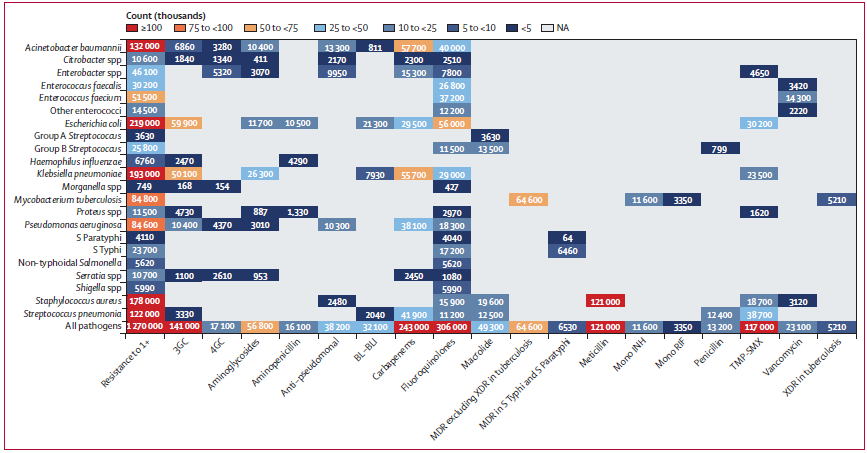 Count (thousands)
≥100 75 to <100 50 to <75 25 to <50 10 to <25 5 to <10 <5 NA
Acinetobacter baumannii 132 000 6860 3280 10 400 13 300 811 57 700 40 000
Citrobacter spp 10 600 1840 1340 411 2170 2300 2510
Enterobacter spp 46 100 5320 3070 9950 15 300 7800 4650
Enterococcus faecalis 30 200 26 800 3420
Enterococcus faecium 51 500 37 200 14 300
Other enterococci 14 500 12 200 2220
Escherichia coli 219 000 59 900 11 700 10 500 21 300 29 500 56 000 30 200
Group A Streptococcus 3630 3630
Group B Streptococcus 25 800 11 500 13 500 799
Haemophilus influenzae 6760 2470 4290
Klebsiella pneumoniae 193 000 50 100 26 300 7930 55 700 29 000 23 500
Morganella spp 749 168 154 427
Mycobacterium tuberculosis 84 800 64 600 11 600 3350 5210
Proteus spp 11 500 4730 887 1,330 2970 1620
Pseudomonas aeruginosa 84 600 10 400 4370 3010 10 300 38 100 18 300
S Paratyphi 4110 4040 64
S Typhi 23 700 17 200 6460
Non-typhoidal Salmonella 5620 5620
Serratia spp 10 700 1100 2610 953 2450 1080
Shigella spp 5990 5990
Staphylococcus aureus 178 000 2480 15 900 19 600 121 000 18 700 3120
Streptococcus pneumonia 122 000 3330 2040 41 900 11 200 12 500 12 400 38 700
All pathogens 1 270 000 141 000 17 100 56 800 16 100 38 200 32 100 243 000 306 000 49 300 64 600 6530 121 000 11 600 3350 13 200 117 000 23 100 5210
Resistance to 1+
3GC
4GC
Aminoglycosides
Aminopenicillin
Anti-pseudomonal
BL-BLI
Carbapenems
Fluoroquinolones
Macrolide
MDR excluding XDR in tuberculosis
MDR in S Typhi and S Paratyphi
Meticillin
Mono INH
Mono RIF
Penicillin
TMP-SMX
Vancomycin
XDR in tuberculosis